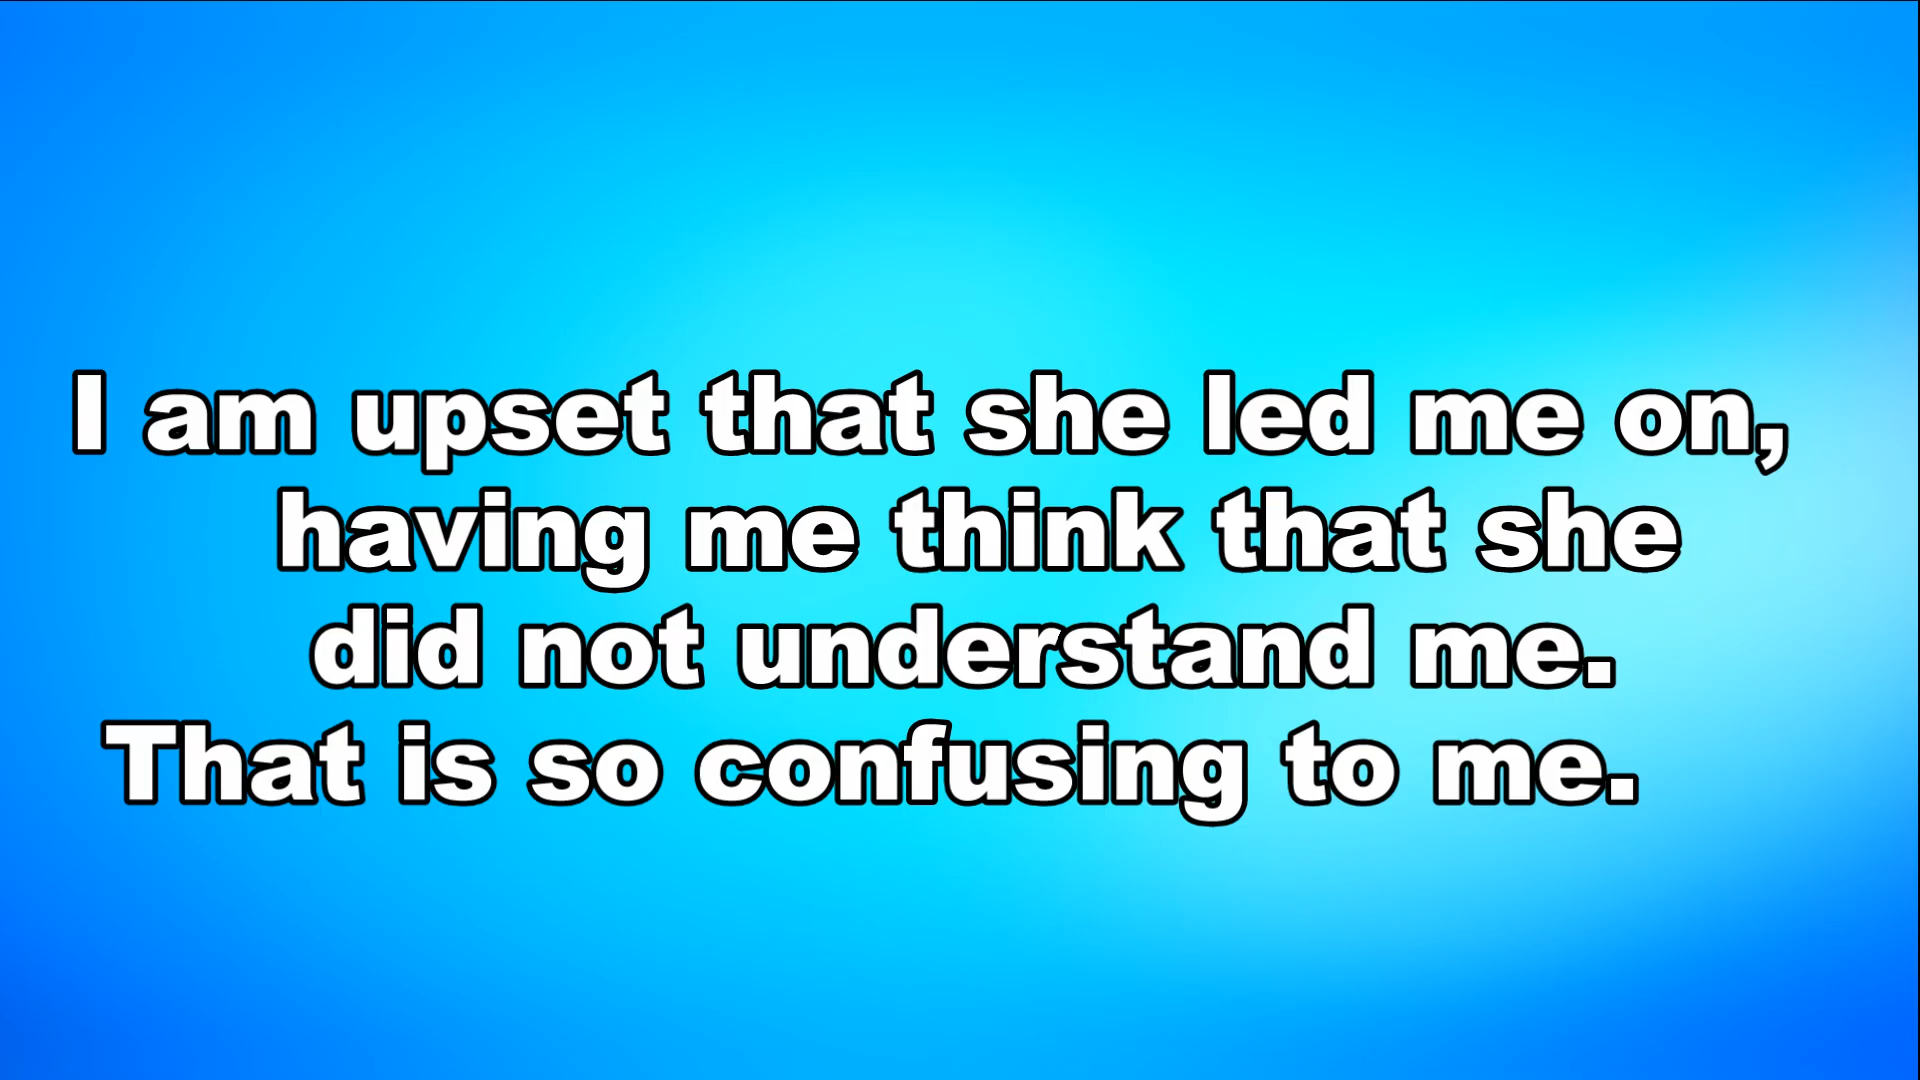 I am upset that she led me on,
having me think that she
did not understand me.
That is so confusing to me.